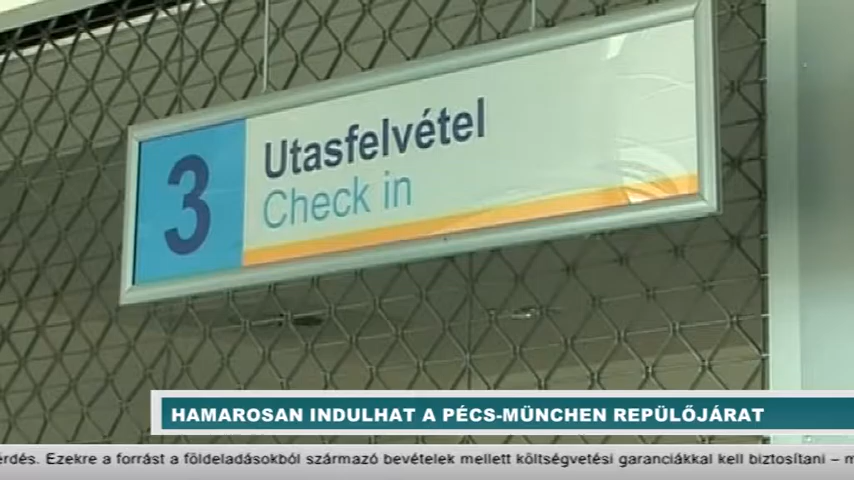 3
Utasfelvétel
Check in
HAMAROSAN INDULHAT A PÉCS-MÜNCHEN REPÜLŐJÁRAT
Ezekre a forrást a földeladásokból származó bevételek mellett költségvetési garanciákkal kell biztosítani –